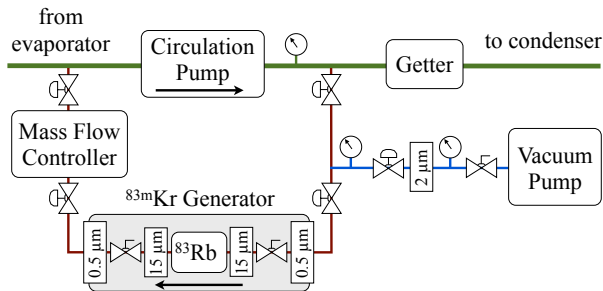 from
evaporator
Circulation
Pump
to condenser
Getter
Mass Flow
Controller
2 μm
Vacuum
Pump
⁸³ᵐKr Generator
0.5 μm
15 μm
⁸³Rb
15 μm
0.5 μm